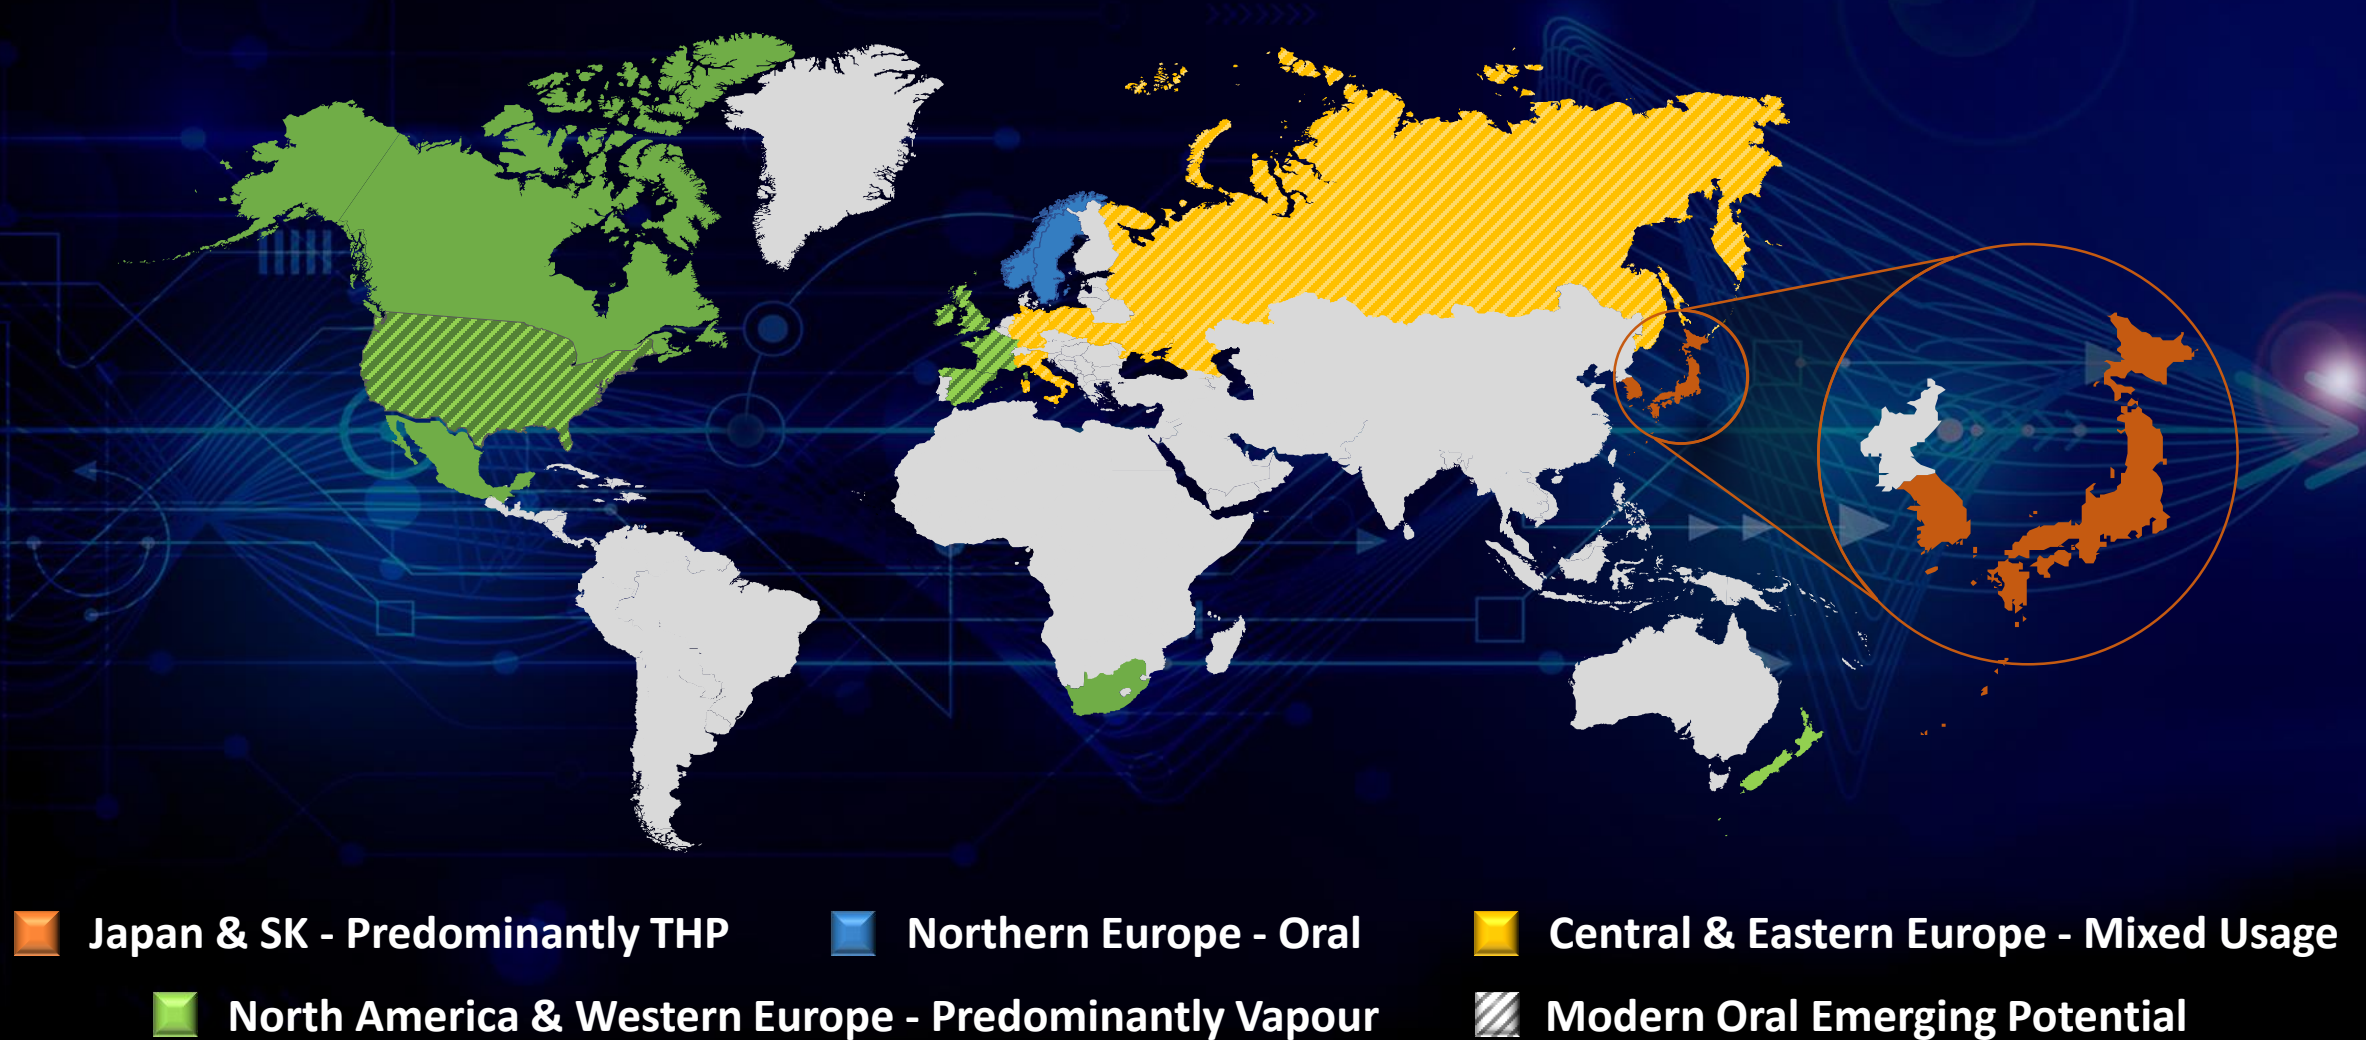 Japan & SK - Predominantly THP
Northern Europe - Oral
Central & Eastern Europe - Mixed Usage
North America & Western Europe - Predominantly Vapour
Modern Oral Emerging Potential